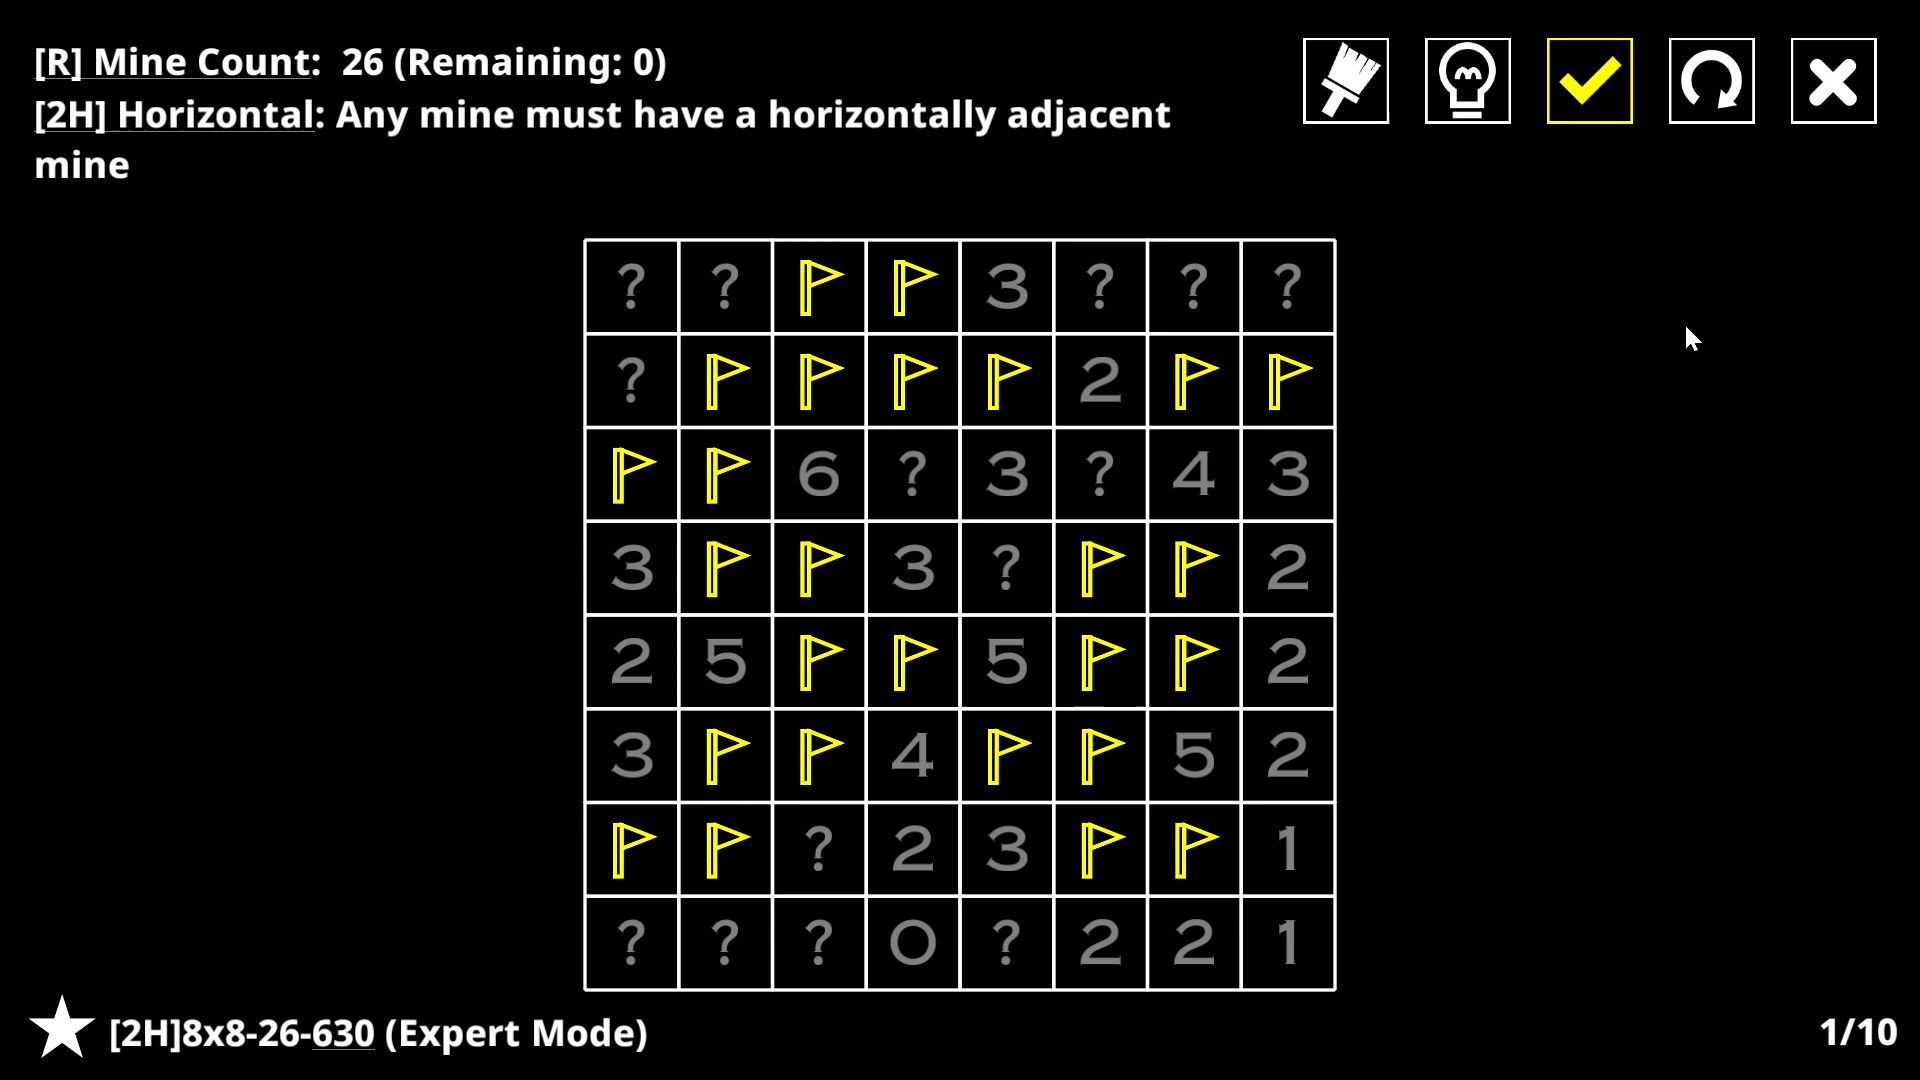 [R] Mine Count: 26 (Remaining: 0)
[2H] Horizontal: Any mine must have a horizontally adjacent
mine
? ? 3 ? ? ?
? 2
6 ? 3 ? 4 3
3 3 ? 2
2 5 5 2
3 4 5 2
? 2 3 1
? ? ? 0 ? 2 2 1
[2H]8x8-26-630 (Expert Mode)
1/10